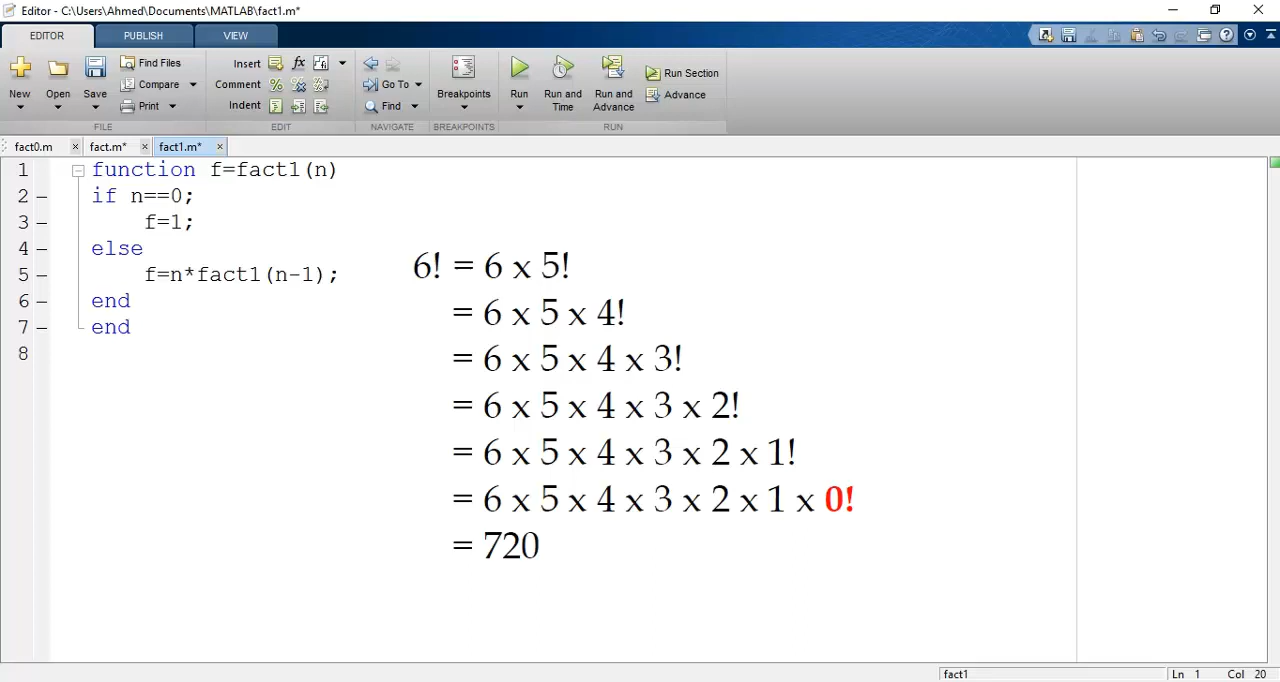 Editor - C:\Users\Ahmed\Documents\MATLAB\fact1.m*
EDITOR PUBLISH VIEW
New Open Save Find Files Compare Print
Insert fx Comment Indent
Go To Find
Breakpoints Run Run and Time Run and Advance Run Section Advance
FILE EDIT NAVIGATE BREAKPOINTS RUN
fact0.m fact.m* fact1.m*
1 function f=fact1(n)
2 if n==0;
3 f=1;
4 else
5 f=n*fact1(n-1);
6 end
7 end
8
6! = 6 x 5!
= 6 x 5 x 4!
= 6 x 5 x 4 x 3!
= 6 x 5 x 4 x 3 x 2!
= 6 x 5 x 4 x 3 x 2 x 1!
= 6 x 5 x 4 x 3 x 2 x 1 x 0!
= 720
fact1 Ln 1 Col 20